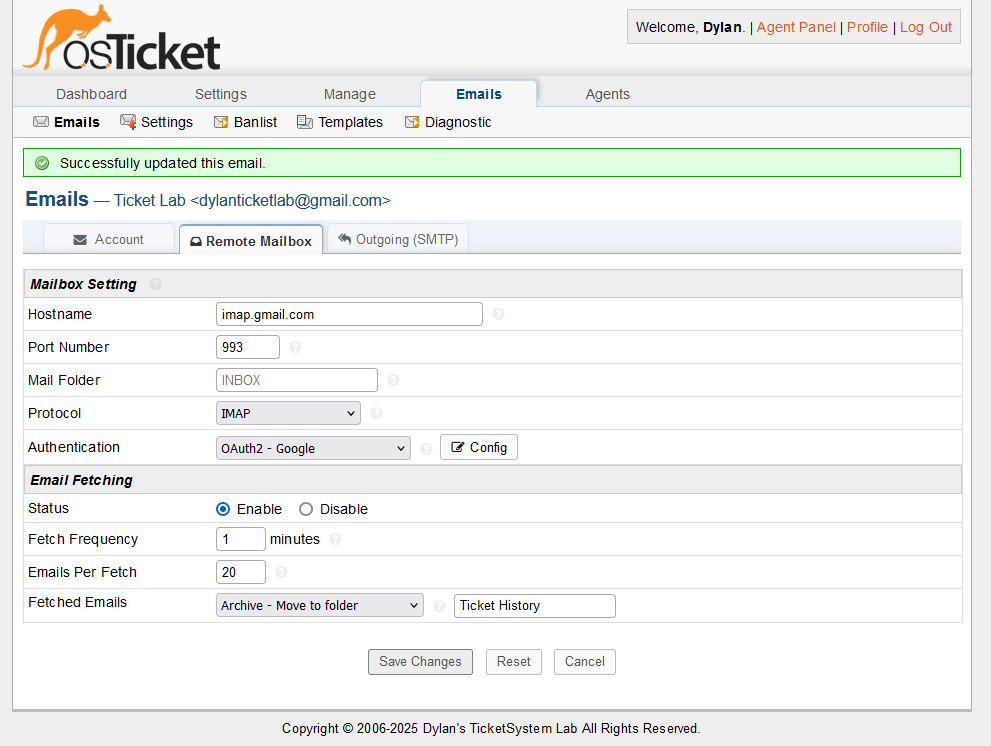 osTicket
Welcome, Dylan. | Agent Panel | Profile | Log Out
Dashboard Settings Manage Emails Agents
Emails Settings Banlist Templates Diagnostic
Successfully updated this email.
Emails — Ticket Lab <dylanticketlab@gmail.com>
Account Remote Mailbox Outgoing (SMTP)
Mailbox Setting ?
Hostname imap.gmail.com ?
Port Number 993 ?
Mail Folder INBOX ?
Protocol IMAP ?
Authentication OAuth2 - Google ? Config
Email Fetching
Status Enable Disable
Fetch Frequency 1 minutes ?
Emails Per Fetch 20 ?
Fetched Emails Archive - Move to folder ? Ticket History
Save Changes Reset Cancel
Copyright © 2006-2025 Dylan's TicketSystem Lab All Rights Reserved.